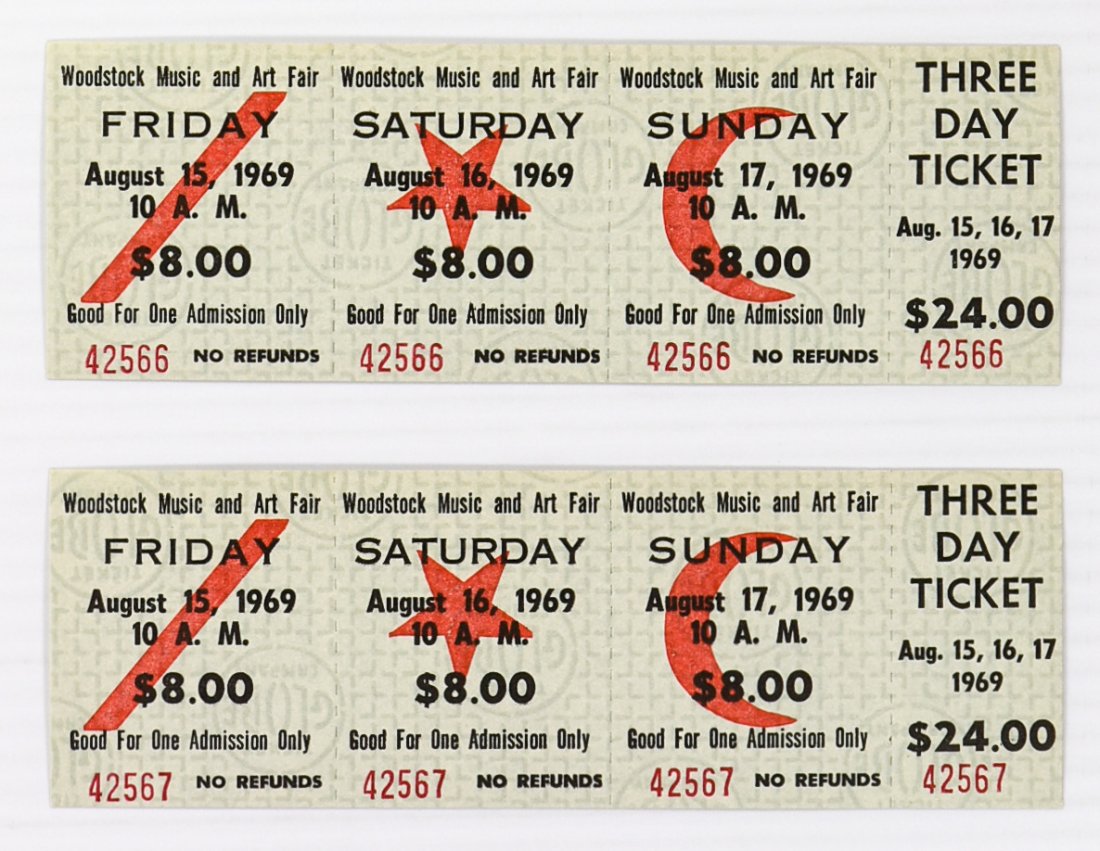 Woodstock Music and Art Fair
FRIDAY
August 15, 1969
10 A. M.
$8.00
Good For One Admission Only
42566 NO REFUNDS
Woodstock Music and Art Fair
SATURDAY
August 16, 1969
10 A. M.
$8.00
Good For One Admission Only
42566 NO REFUNDS
Woodstock Music and Art Fair
SUNDAY
August 17, 1969
10 A. M.
$8.00
Good For One Admission Only
42566 NO REFUNDS
THREE
DAY
TICKET
Aug. 15, 16, 17
1969
$24.00
42566
Woodstock Music and Art Fair
FRIDAY
August 15, 1969
10 A. M.
$8.00
Good For One Admission Only
42567 NO REFUNDS
Woodstock Music and Art Fair
SATURDAY
August 16, 1969
10 A. M.
$8.00
Good For One Admission Only
42567 NO REFUNDS
Woodstock Music and Art Fair
SUNDAY
August 17, 1969
10 A. M.
$8.00
Good For One Admission Only
42567 NO REFUNDS
THREE
DAY
TICKET
Aug. 15, 16, 17
1969
$24.00
42567